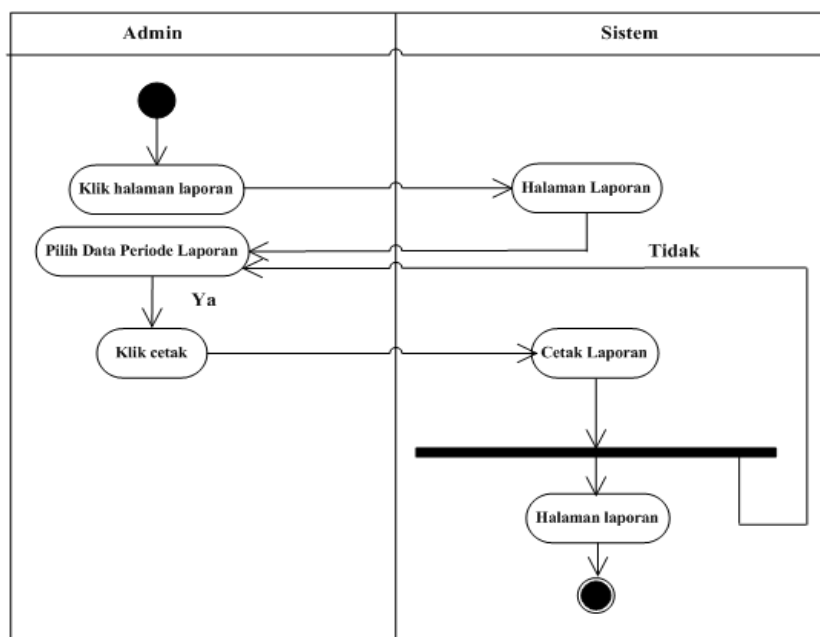 Admin
Sistem
Klik halaman laporan
Halaman Laporan
Pilih Data Periode Laporan
Tidak
Ya
Klik cetak
Cetak Laporan
Halaman laporan